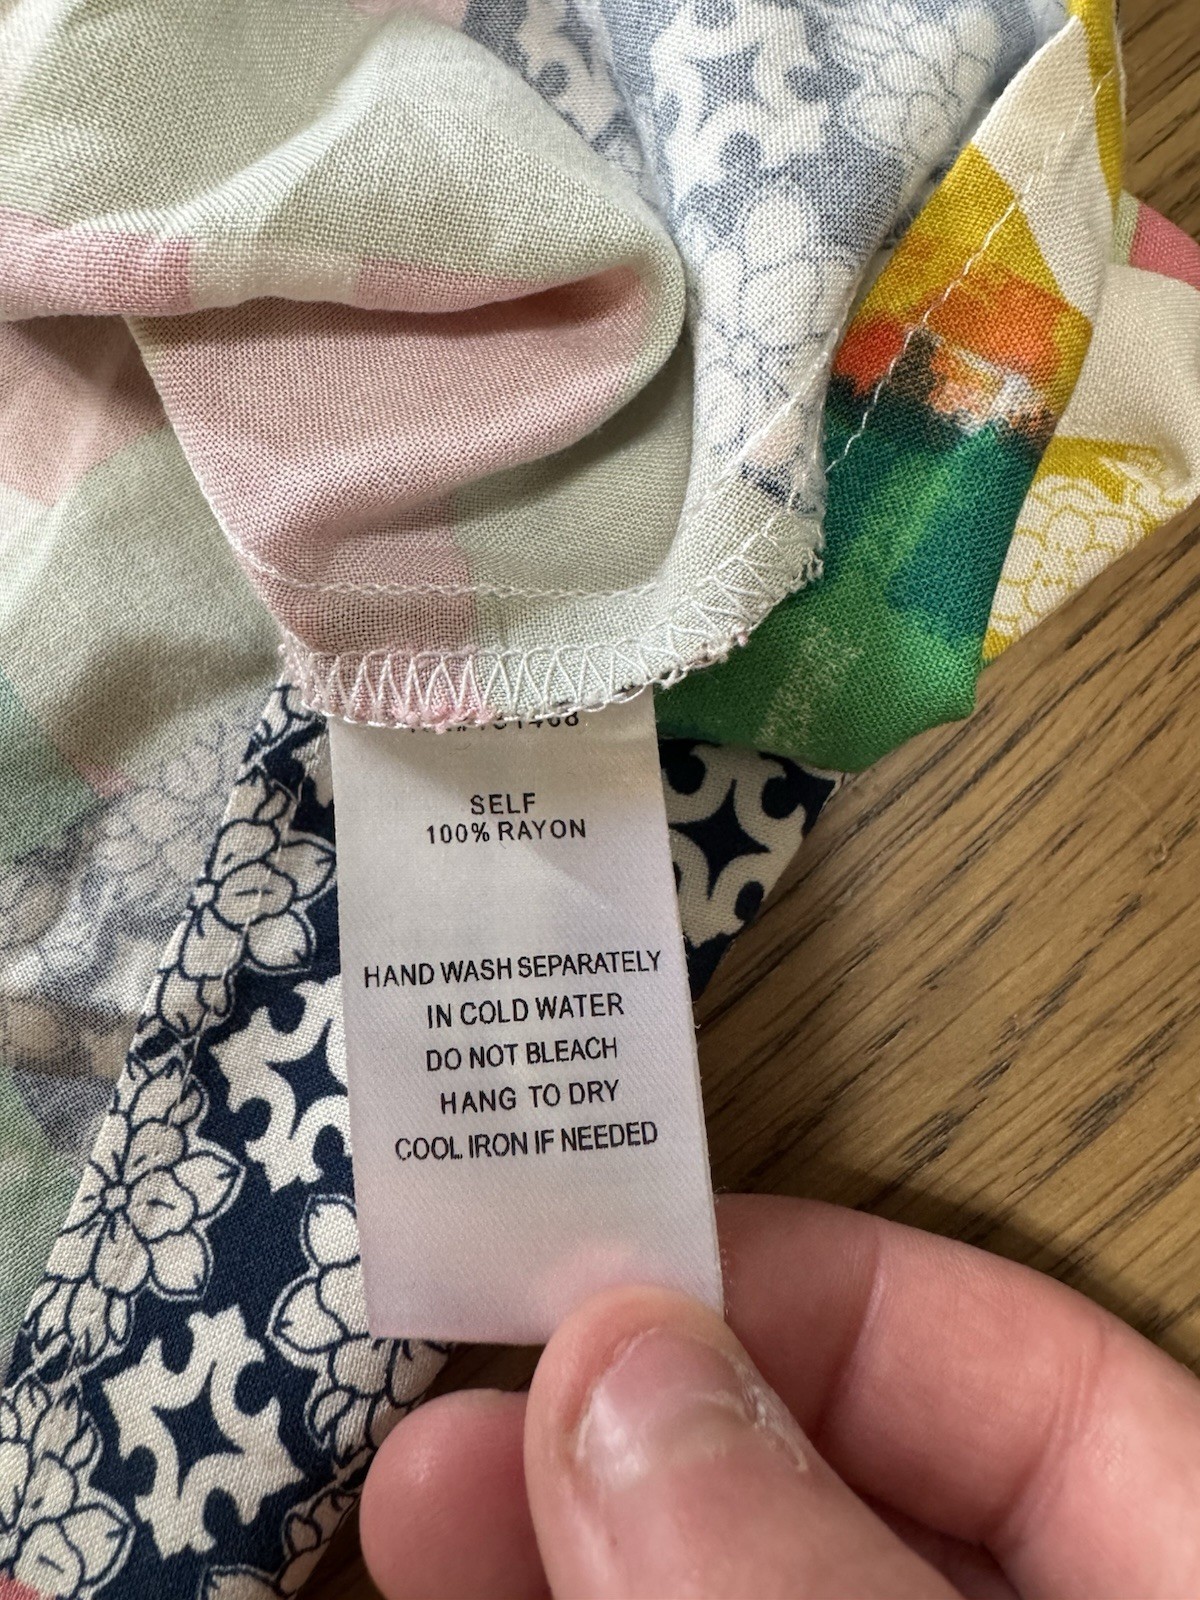 SELF
100% RAYON
HAND WASH SEPARATELY
IN COLD WATER
DO NOT BLEACH
HANG TO DRY
COOL IRON IF NEEDED